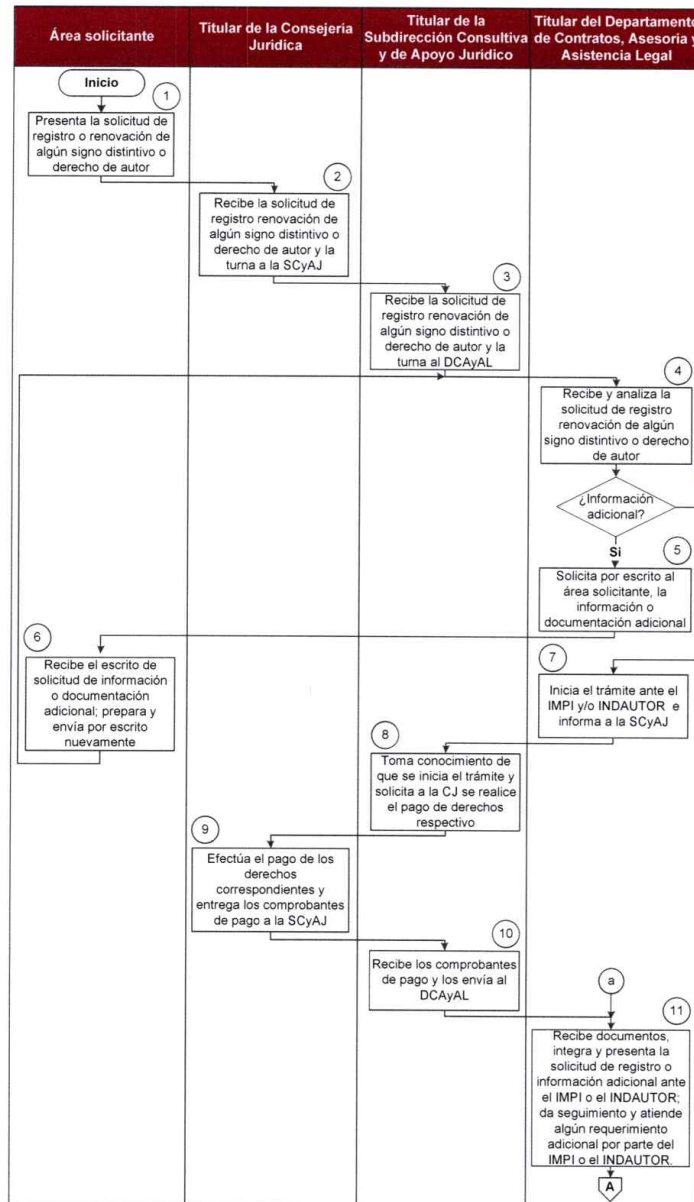 Área solicitante
Titular de la Consejería
Jurídica
Titular de la
Subdirección Consultiva
y de Apoyo Jurídico
Titular del Departamento
de Contratos, Asesoría y
Asistencia Legal
Inicio
1
Presenta la solicitud de
registro o renovación de
algún signo distintivo o
derecho de autor
2
Recibe la solicitud de
registro renovación de
algún signo distintivo o
derecho de autor y la
turna a la SCyAJ
3
Recibe la solicitud de
registro renovación de
algún signo distintivo o
derecho de autor y la
turna al DCAyAL
4
Recibe y analiza la
solicitud de registro
renovación de algún
signo distintivo o derecho
de autor
¿Información
adicional?
Si
5
Solicita por escrito al
área solicitante, la
información o
documentación adicional
6
Recibe el escrito de
solicitud de información
o documentación
adicional; prepara y
envía por escrito
nuevamente
7
Inicia el trámite ante el
IMPI y/o INDAUTOR e
informa a la SCyAJ
8
Toma conocimiento de
que se inicia el trámite y
solicita a la CJ se realice
el pago de derechos
respectivo
9
Efectúa el pago de los
derechos
correspondientes y
entrega los comprobantes
de pago a la SCyAJ
10
Recibe los comprobantes
de pago y los envía al
DCAyAL
a
11
Recibe documentos,
integra y presenta la
solicitud de registro o
información adicional ante
el IMPI o el INDAUTOR;
da seguimiento y atiende
algún requerimiento
adicional por parte del
IMPI o el INDAUTOR.
A